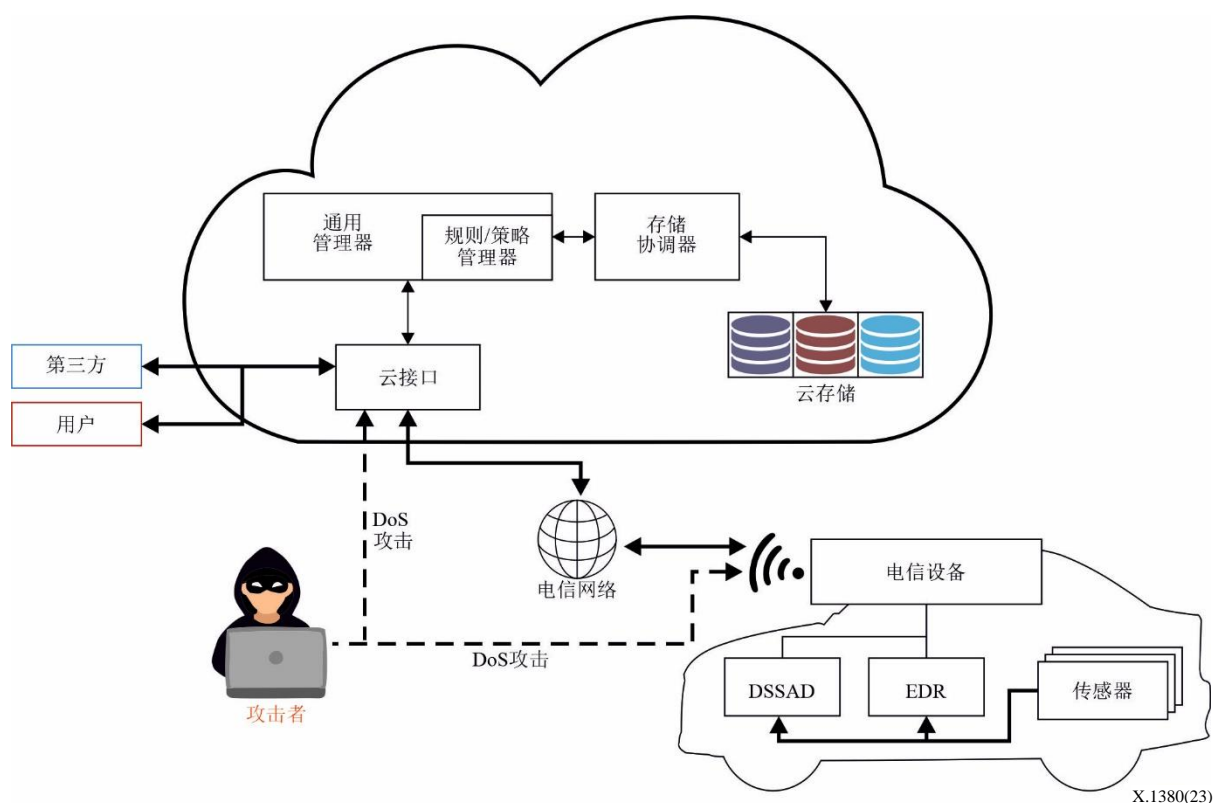 通用
管理器
规则/策略
管理器
存储
协调器
第三方
云接口
云存储
用户
DoS
攻击
电信网络
电信设备
DoS攻击
DSSAD
EDR
传感器
攻击者
X.1380(23)